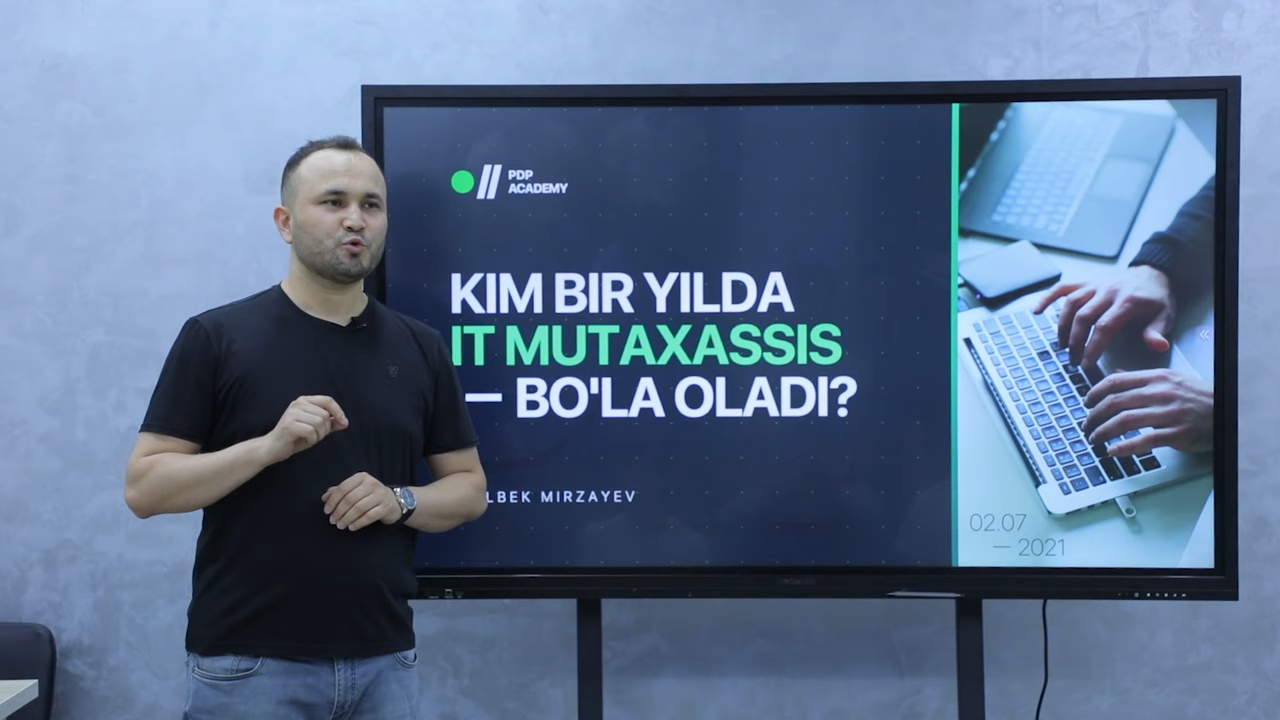 PDP
ACADEMY
KIM BIR YILDA
IT MUTAXASSIS
— BO'LA OLADI?
LBEK MIRZAYEV
02.07
— 2021